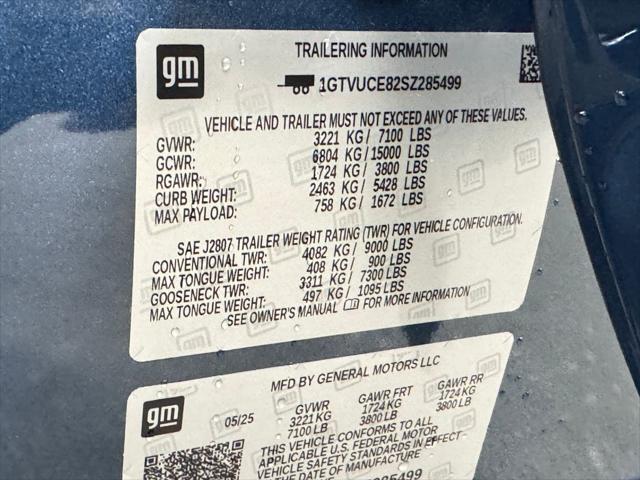 gm
TRAILERING INFORMATION
1GTVUCE82SZ285499
VEHICLE AND TRAILER MUST NOT EXCEED ANY OF THESE VALUES.
GVWR: 3221 KG / 7100 LBS
GCWR: 6804 KG / 15000 LBS
RGAWR: 1724 KG / 3800 LBS
CURB WEIGHT: 2463 KG / 5428 LBS
MAX PAYLOAD: 758 KG / 1672 LBS
SAE J2807 TRAILER WEIGHT RATING (TWR) FOR VEHICLE CONFIGURATION.
CONVENTIONAL TWR: 4082 KG / 9000 LBS
MAX TONGUE WEIGHT: 408 KG / 900 LBS
GOOSENECK TWR: 3311 KG / 7300 LBS
MAX TONGUE WEIGHT: 497 KG / 1095 LBS
SEE OWNER'S MANUAL FOR MORE INFORMATION
gm
MFD BY GENERAL MOTORS LLC
05/25
GVWR GAWR FRT GAWR RR
3221 KG 1724 KG 1724 KG
7100 LB 3800 LB 3800 LB
THIS VEHICLE CONFORMS TO ALL
APPLICABLE U.S. FEDERAL MOTOR
VEHICLE SAFETY STANDARDS IN EFFECT
THE DATE OF MANUFACTURE
285499